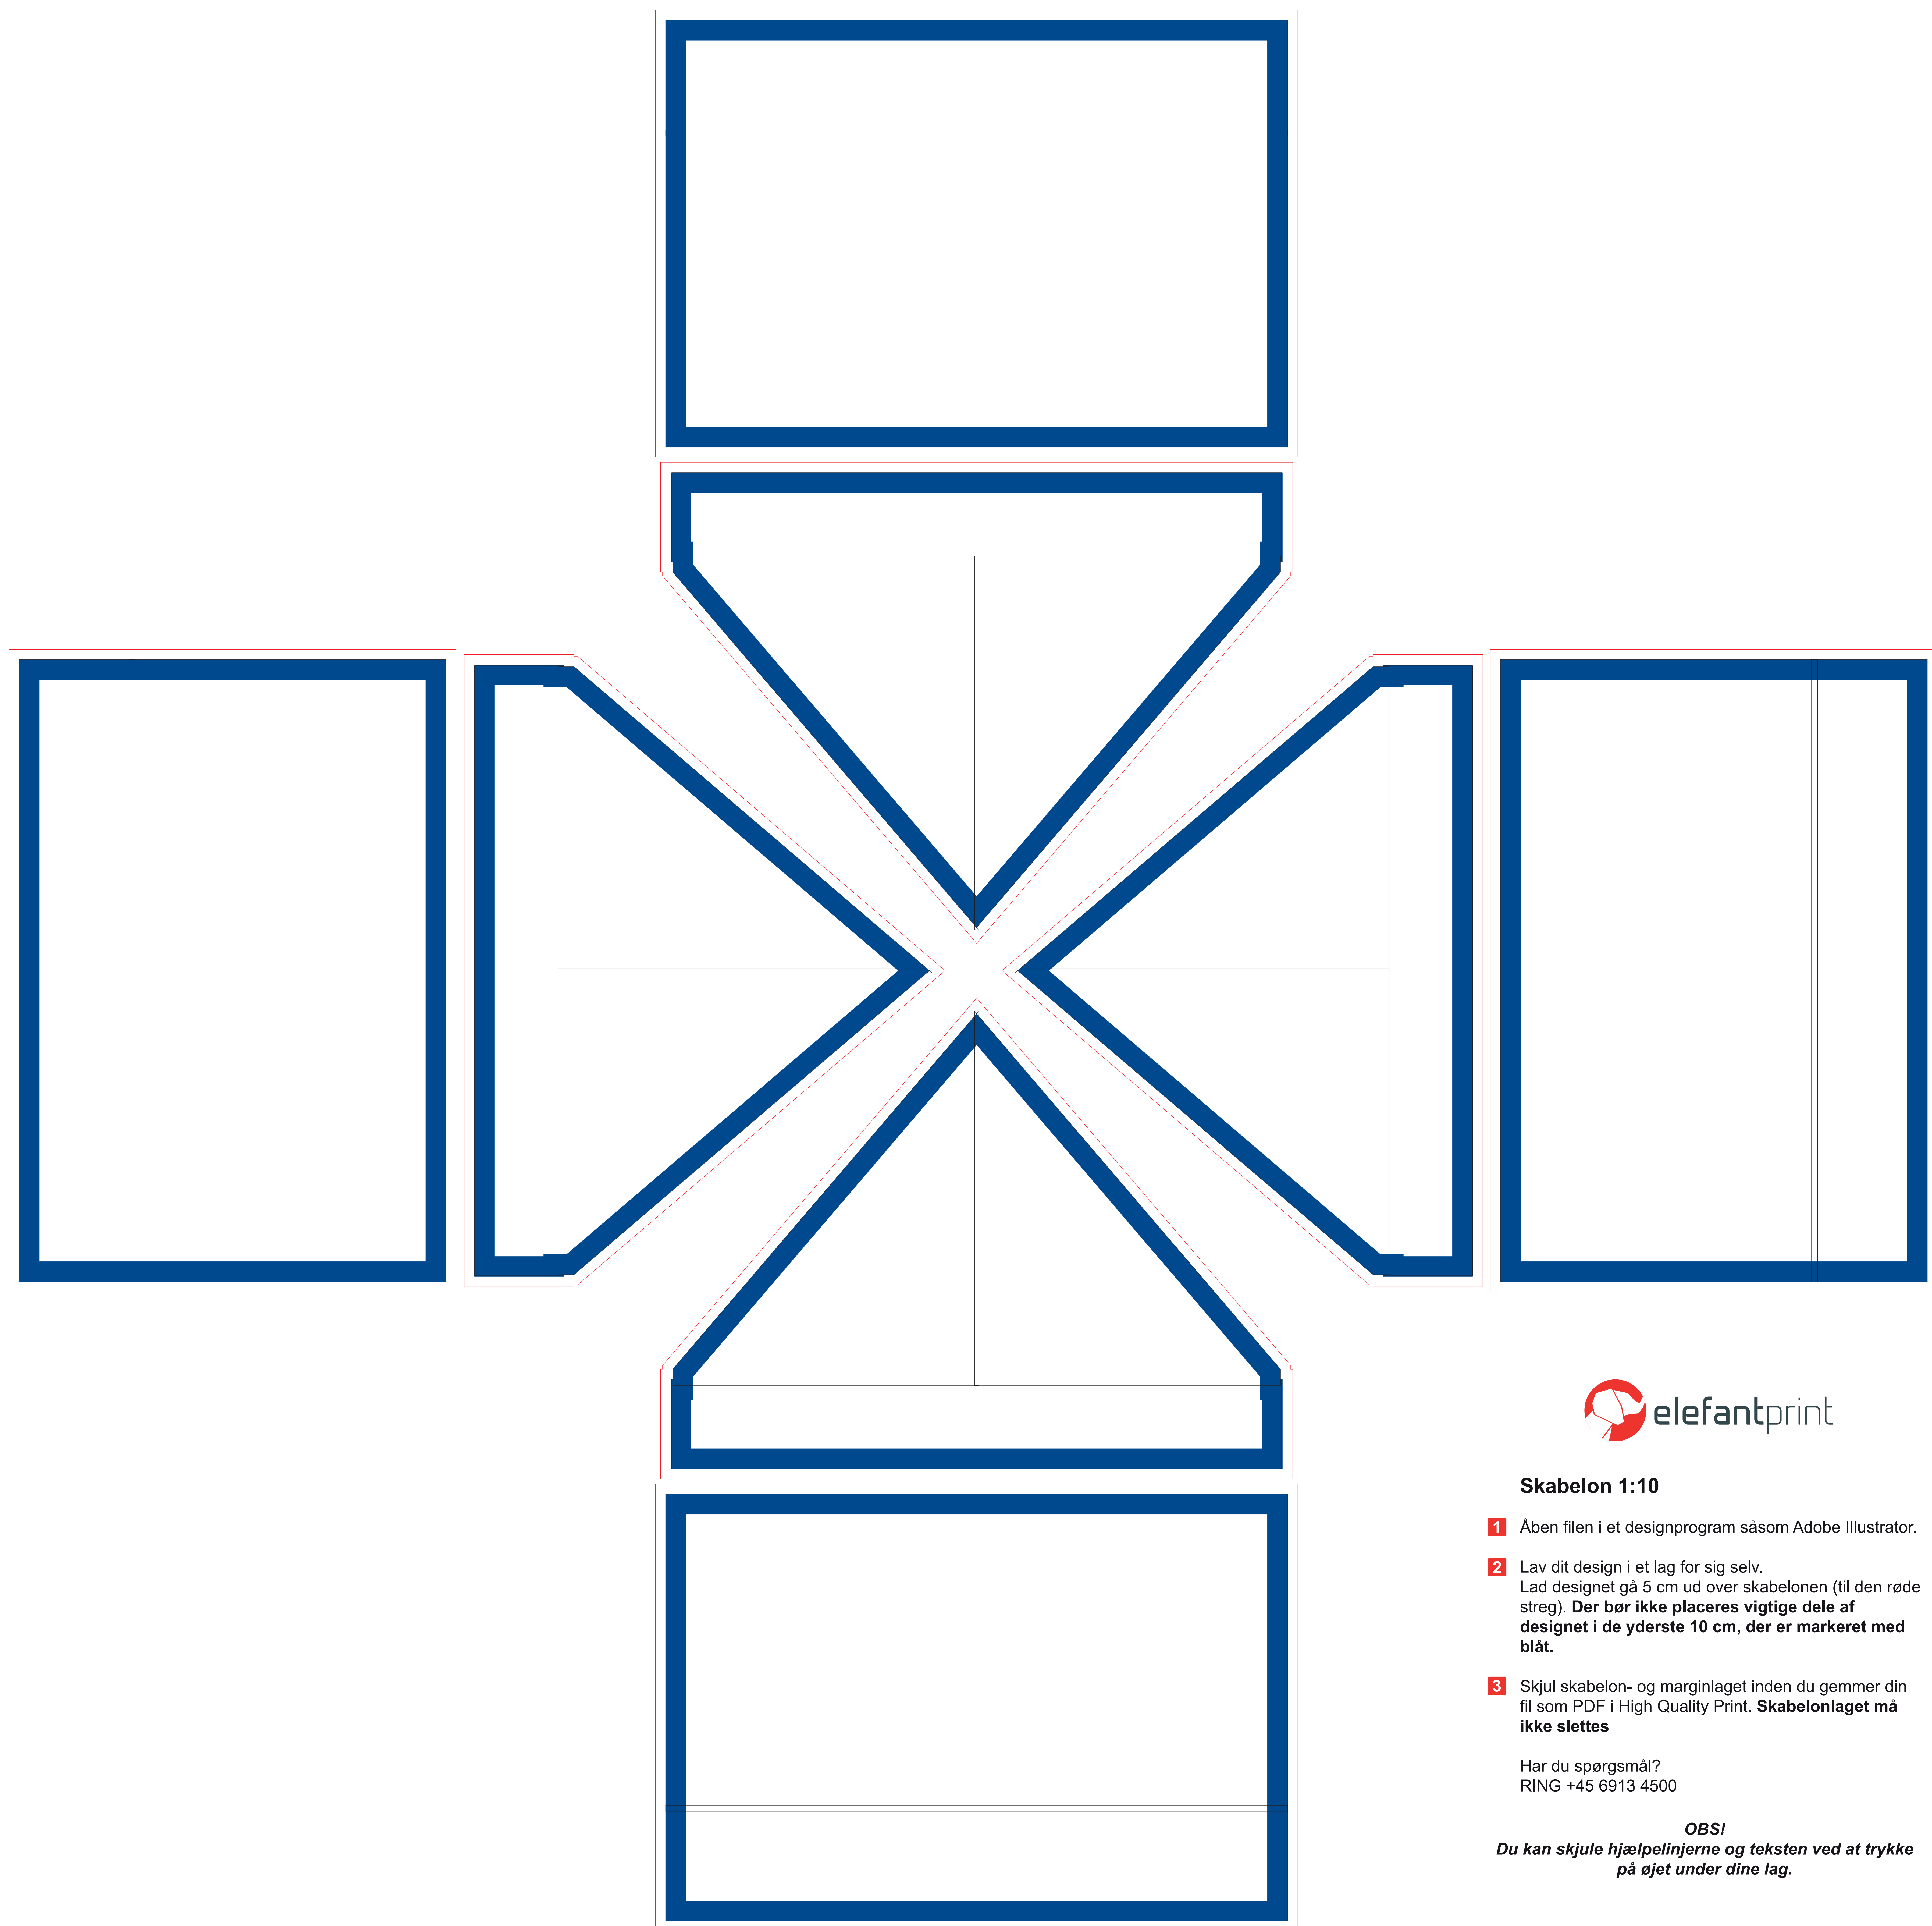 elefantprint
Skabelon 1:10
1 Åben filen i et designprogram såsom Adobe Illustrator.
2 Lav dit design i et lag for sig selv.
Lad designet gå 5 cm ud over skabelonen (til den røde
streg). Der bør ikke placeres vigtige dele af
designet i de yderste 10 cm, der er markeret med
blåt.
3 Skjul skabelon- og marginlaget inden du gemmer din
fil som PDF i High Quality Print. Skabelonlaget må
ikke slettes
Har du spørgsmål?
RING +45 6913 4500
OBS!
Du kan skjule hjælpelinjerne og teksten ved at trykke
på øjet under dine lag.